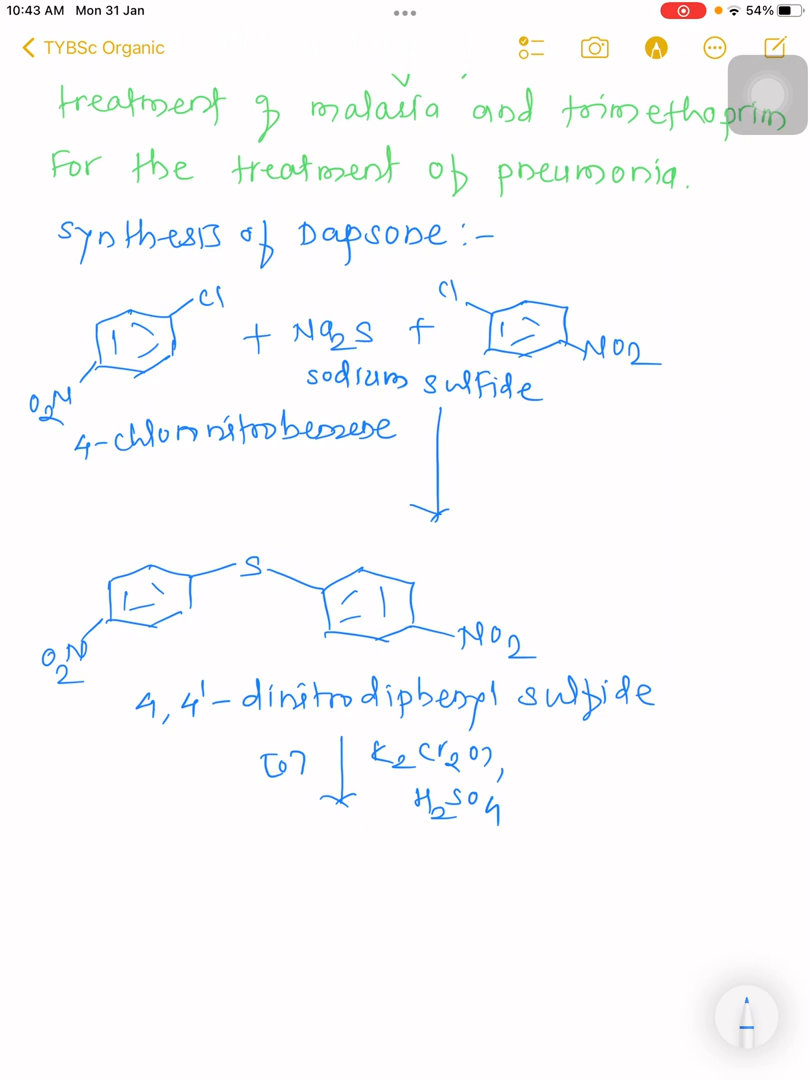 10:43 AM Mon 31 Jan
54%
TYBSc Organic
treatment of malaria and trimethoprim
For the treatment of pneumonia.
Synthesis of Dapsone :-
Cl Cl
+ Na2S + NO2
sodium sulfide
O2N
4-chloronitrobenzene
S
O2N NO2
4,4'-dinitrodiphenyl sulfide
[O] K2Cr2O7,
H2SO4